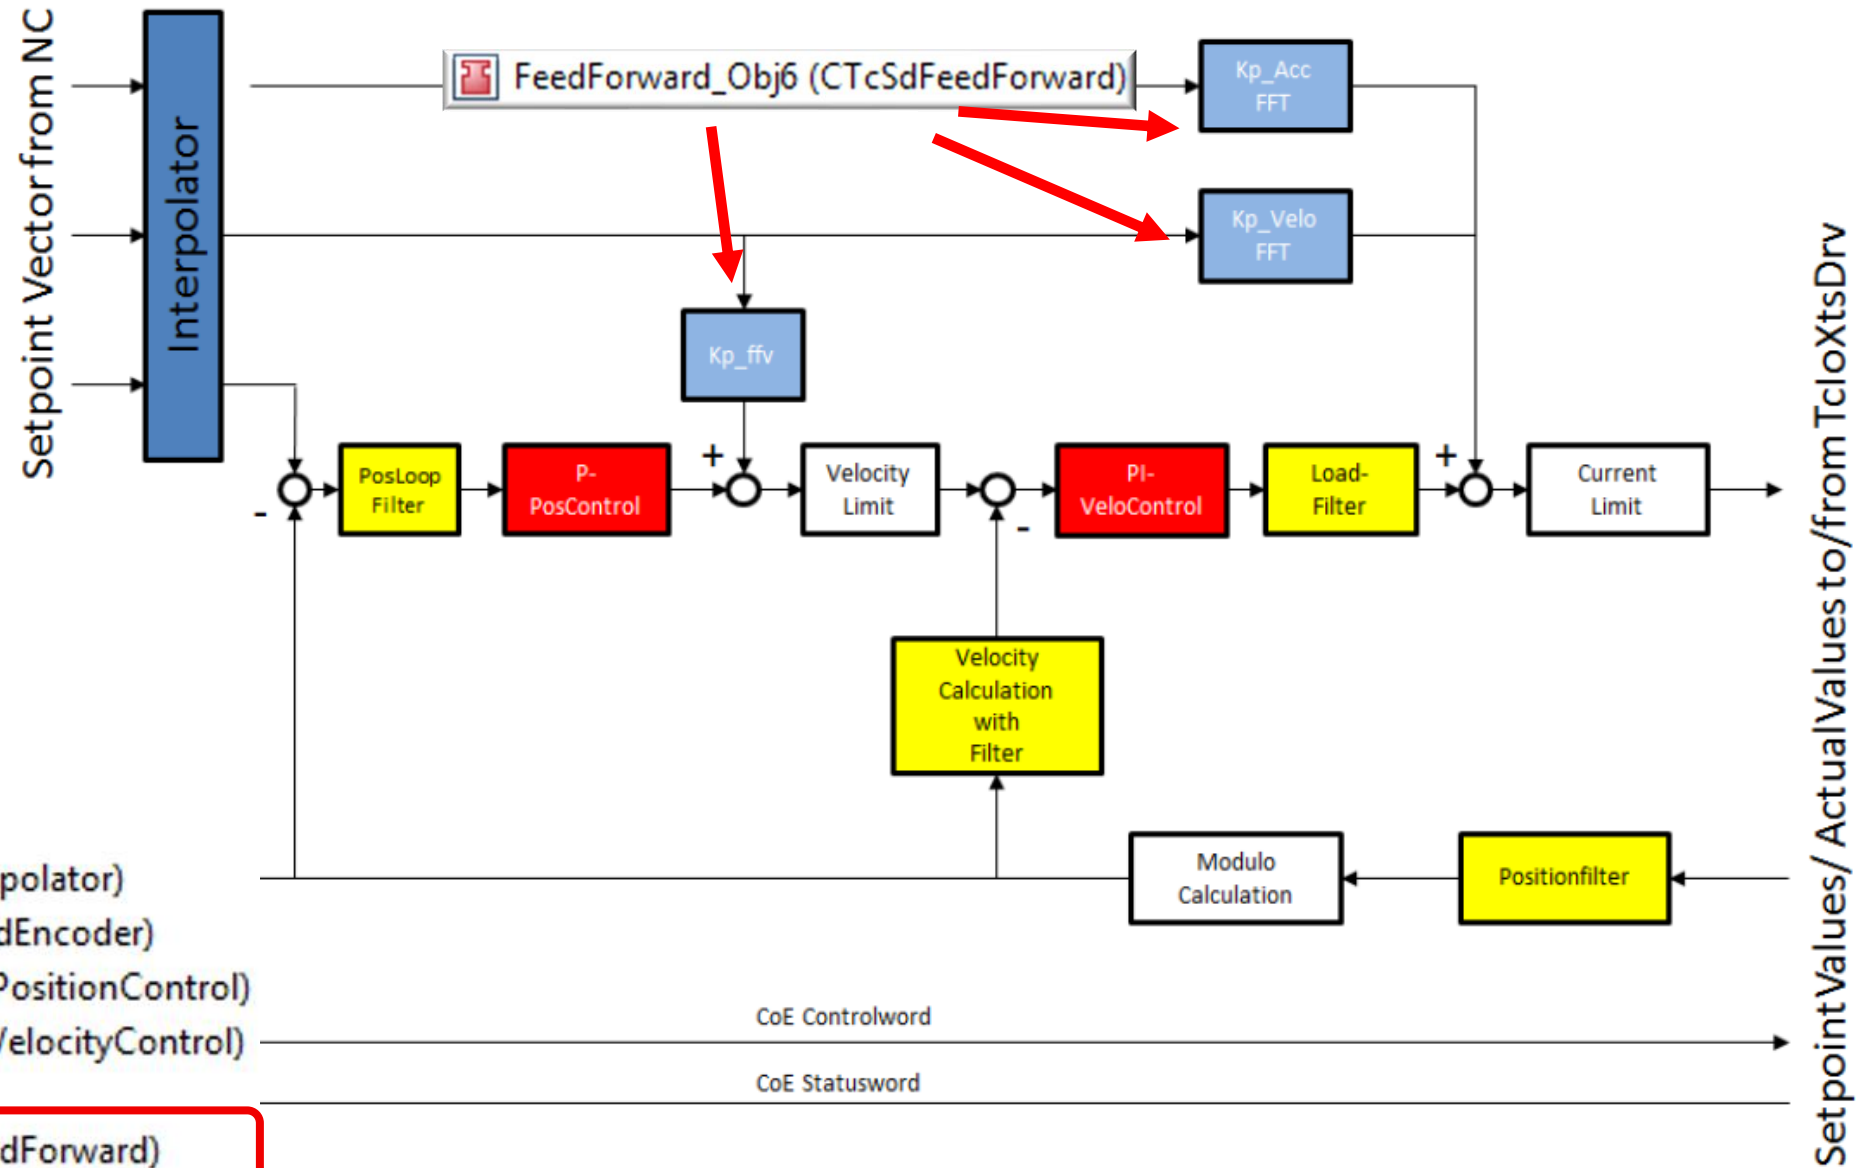 Setpoint Vector from NC
Interpolator
FeedForward_Obj6 (CTcSdFeedForward)
Kp_Acc
FFT
Kp_Velo
FFT
Kp_ffv
PosLoop
Filter
P-
PosControl
+
Velocity
Limit
PI-
VeloControl
Load-
Filter
+
Current
Limit
-
-
Velocity
Calculation
with
Filter
Modulo
Calculation
Positionfilter
polator)
dEncoder)
PositionControl)
VelocityControl)
dForward)
CoE Controlword
CoE Statusword
Setpoint Values/ Actual Values to/from TcIoXtsDrv